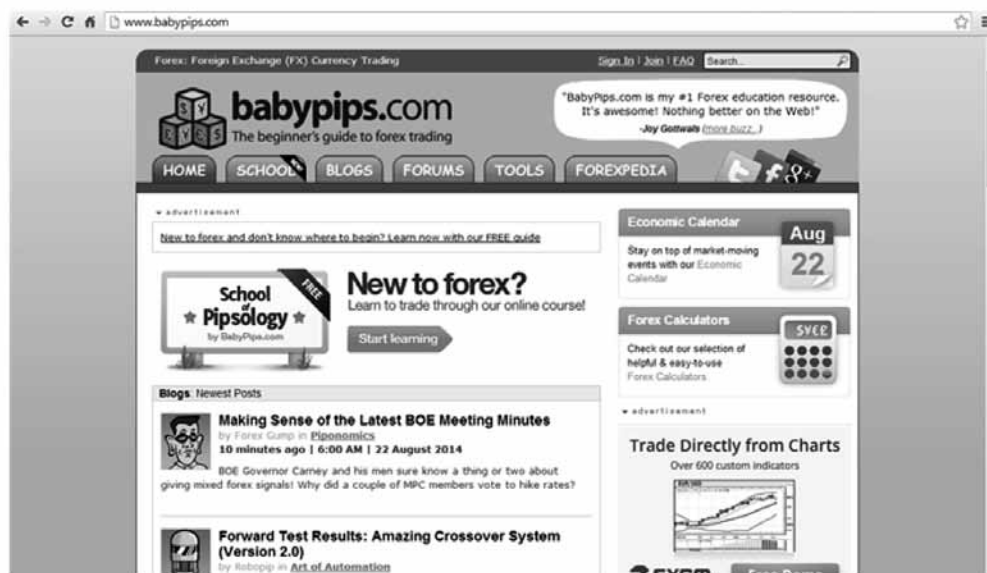 www.babypips.com
Forex: Foreign Exchange (FX) Currency Trading
Sign In | Join | FAQ
Search...
babypips.com
The beginner's guide to forex trading
"BabyPips.com is my #1 Forex education resource.
It's awesome! Nothing better on the Web!"
-Joy Gottwals (more buzz...)
HOME
SCHOOL
NEW
BLOGS
FORUMS
TOOLS
FOREXPEDIA
advertisement
New to forex and don't know where to begin? Learn now with our FREE guide
School
of
Pipsology
by BabyPips.com
FREE
New to forex?
Learn to trade through our online course!
Start learning
Blogs: Newest Posts
Making Sense of the Latest BOE Meeting Minutes
by Forex Gump in Piponomics
10 minutes ago | 6:00 AM | 22 August 2014
BOE Governor Carney and his men sure know a thing or two about
giving mixed forex signals! Why did a couple of MPC members vote to hike rates?
Forward Test Results: Amazing Crossover System
(Version 2.0)
by Robopip in Art of Automation
Economic Calendar
Stay on top of market-moving
events with our Economic
Calendar
Aug
22
Forex Calculators
Check out our selection of
helpful & easy-to-use
Forex Calculators
$¥€£
advertisement
Trade Directly from Charts
Over 600 custom indicators
EUR/USD
FXCM
Free Demo